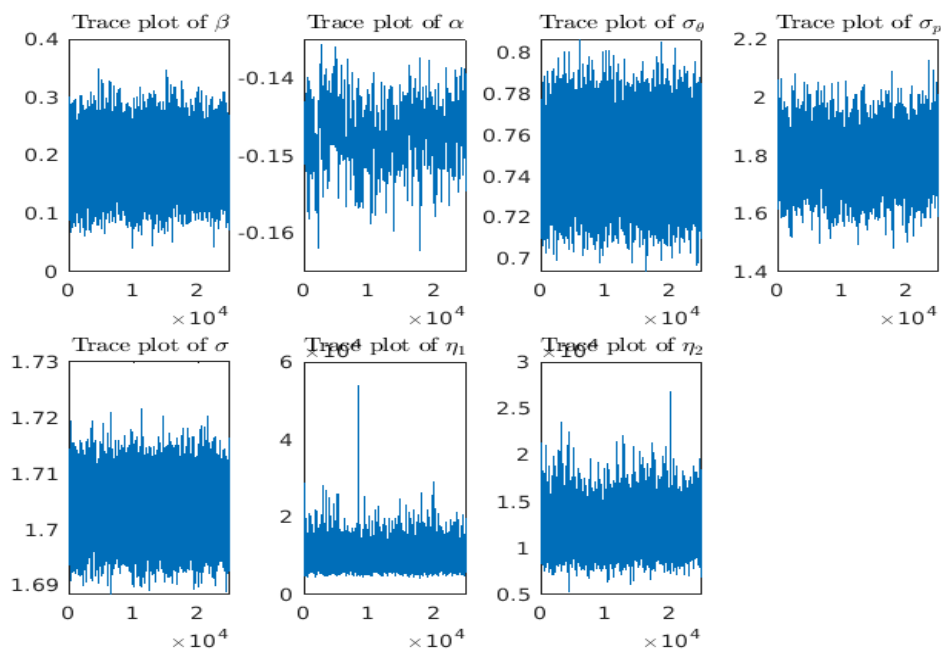 Trace plot of β
0.4
0.3
0.2
0.1
0
0 1 2
×10⁴
Trace plot of α
-0.14
-0.15
-0.16
0 1 2
×10⁴
Trace plot of σ_θ
0.8
0.78
0.76
0.74
0.72
0.7
0 1 2
×10⁴
Trace plot of σ_p
2.2
2
1.8
1.6
1.4
0 1 2
×10⁴
Trace plot of σ
1.73
1.72
1.71
1.7
1.69
0 1 2
×10⁴
Trace plot of η₁
6
4
2
0
0 1 2
×10⁴
Trace plot of η₂
3
2.5
2
1.5
1
0.5
0 1 2
×10⁴